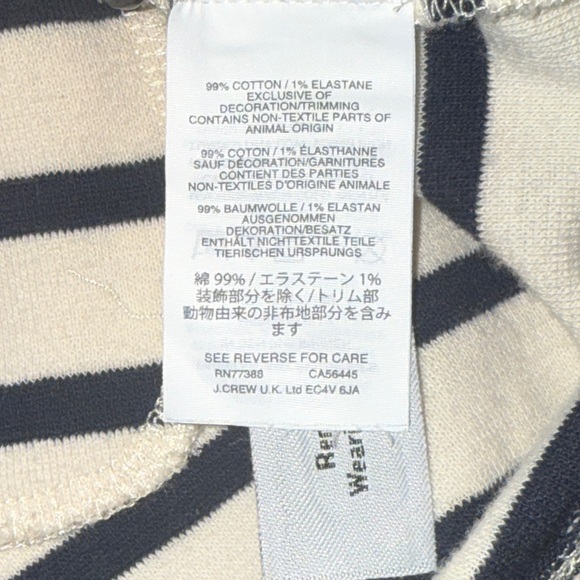 99% COTTON / 1% ELASTANE
EXCLUSIVE OF
DECORATION/TRIMMING
CONTAINS NON-TEXTILE PARTS OF
ANIMAL ORIGIN
99% COTON / 1% ÉLASTHANNE
SAUF DÉCORATION/GARNITURES
CONTIENT DES PARTIES
NON-TEXTILES D'ORIGINE ANIMALE
99% BAUMWOLLE / 1% ELASTAN
AUSGENOMMEN
DEKORATION/BESATZ
ENTHÄLT NICHTTEXTILE TEILE
TIERISCHEN URSPRUNGS
綿 99% / エラステーン 1%
装飾部分を除く/トリム部
動物由来の非布地部分を含み
ます
SEE REVERSE FOR CARE
RN77388 CA56445
J.CREW U.K. Ltd EC4V 6JA